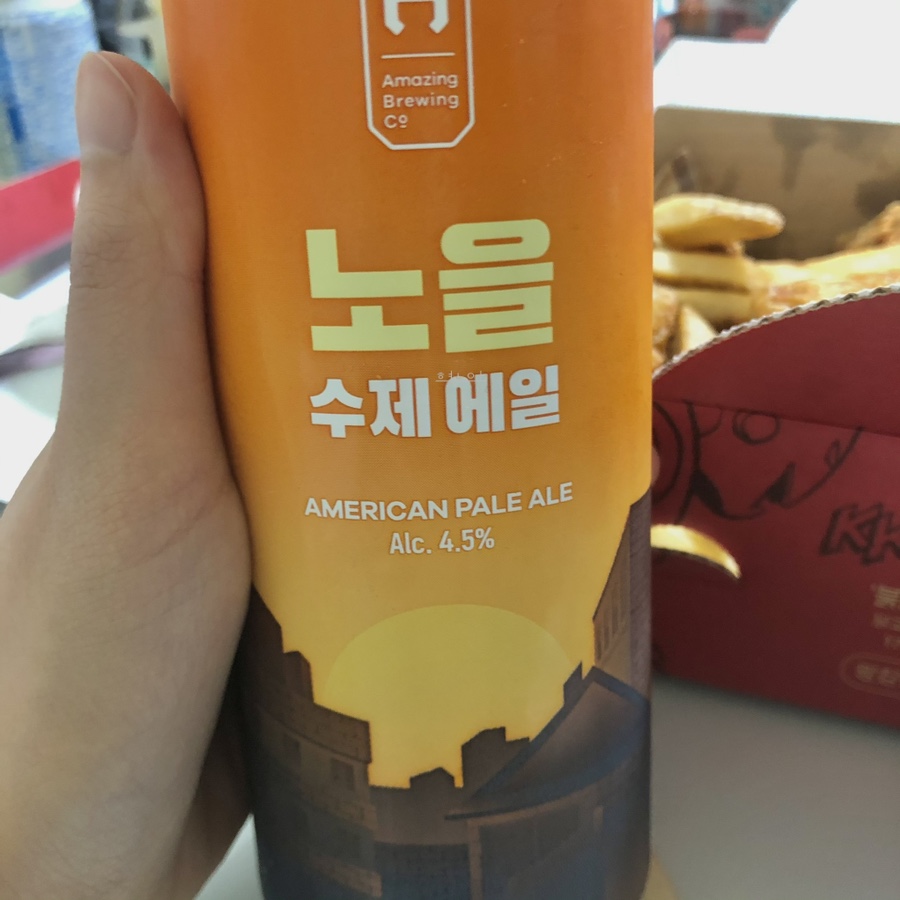 Amazing
Brewing
Cº
노을
수제 에일
AMERICAN PALE ALE
Alc. 4.5%